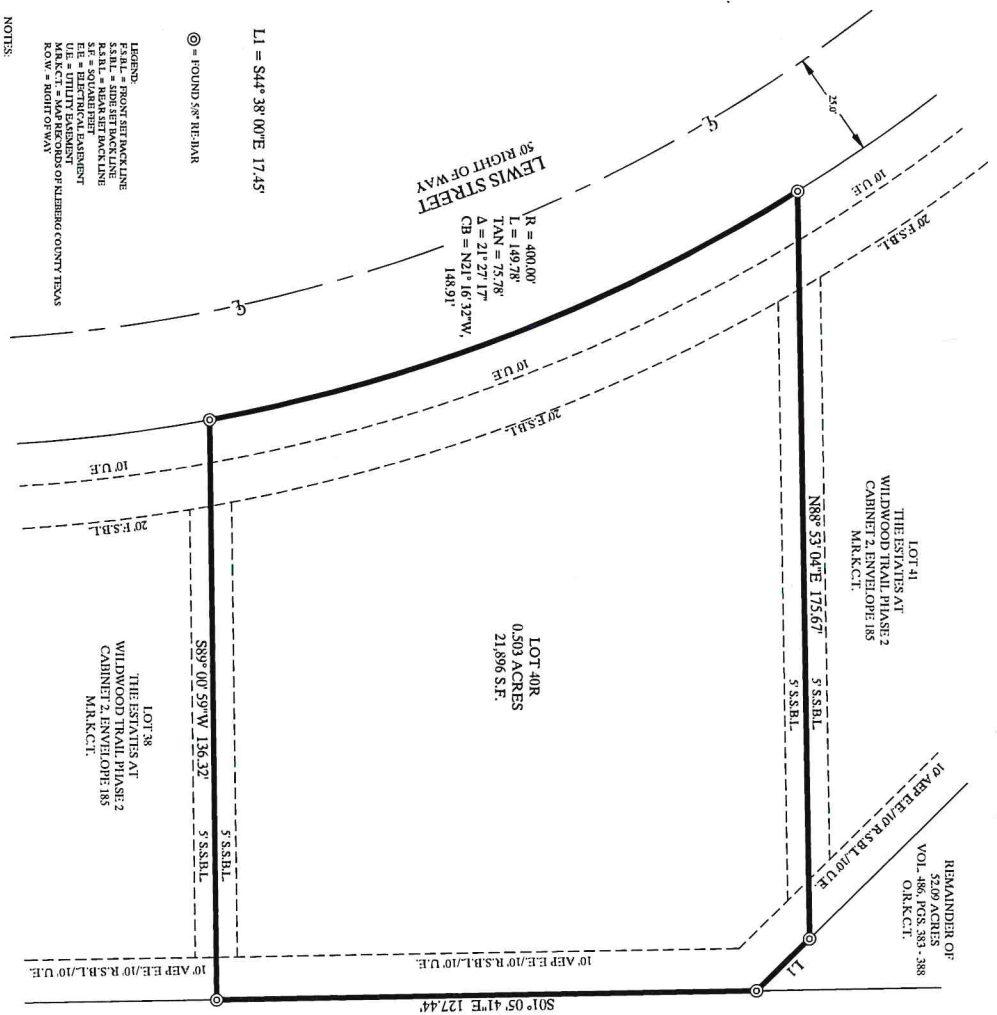 L1 = S44° 38' 00"E 17.45'
= FOUND 5/8" RE-BAR
LEGEND:
F.S.B.L. = FRONT SET BACK LINE
S.S.B.L. = SIDE SET BACK LINE
R.S.B.L. = REAR SET BACK LINE
S.F. = SQUARE FEET
E.E. = ELECTRICAL EASEMENT
U.E. = UTILITY EASEMENT
M.R.K.C.T. = MAP RECORDS OF KLEBERG COUNTY TEXAS
R.O.W. = RIGHT OF WAY
NOTES:
25.0'
LEWIS STREET
50' RIGHT OF WAY
R = 400.00'
L = 149.78'
TAN = 75.78'
Δ = 21° 27' 17"
CB = N21° 16' 32"W,
148.91'
10' U.E
20' F.S.B.L
10' U.E
20' F.S.B.L
10' U.E
20' F.S.B.L
LOT 41
THE ESTATES AT
WILDWOOD TRAIL PHASE 2
CABINET 2, ENVELOPE 185
M.R.K.C.T.
N88° 53' 04"E 175.67'
5' S.S.B.L.
5' S.S.B.L.
LOT 40R
0.503 ACRES
21,896 S.F.
REMAINDER OF
52.09 ACRES
VOL. 486, PGS. 383 - 388
O.R.K.C.T.
10' AEP E.E./10' R.S.B.L./10' U.E.
L1
S01° 05' 41"E 127.44'
10' AEP E.E./10' R.S.B.L./10' U.E.
10' AEP E.E./10' R.S.B.L./10' U.E.
S89° 00' 59"W 136.32'
5' S.S.B.L.
5' S.S.B.L.
LOT 38
THE ESTATES AT
WILDWOOD TRAIL PHASE 2
CABINET 2, ENVELOPE 185
M.R.K.C.T.